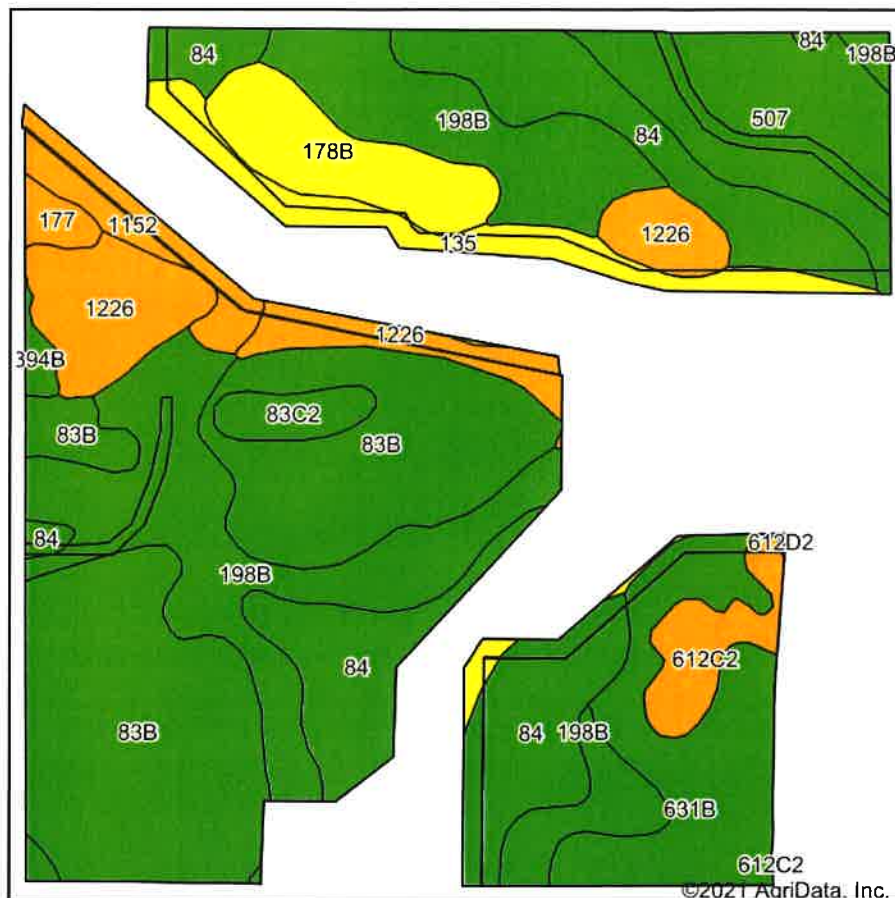 84
84
198B
198B
507
84
178B
177
1152
135
1226
1226
1226
394B
83C2
83B
83B
84
612D2
198B
84
612C2
83B
84
198B
631B
612C2
©2021 AgriData, Inc.